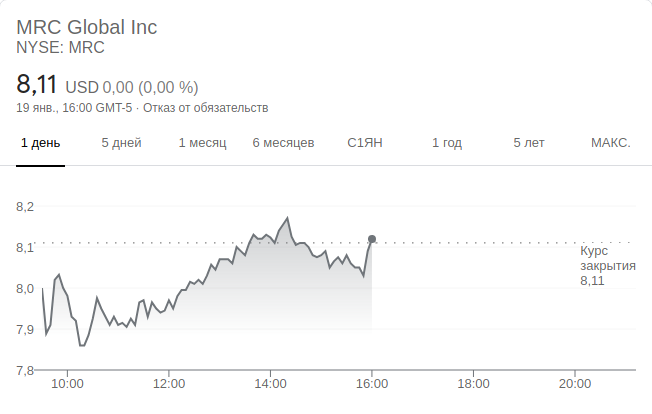 MRC Global Inc
NYSE: MRC
8,11 USD 0,00 (0,00 %)
19 янв., 16:00 GMT-5 · Отказ от обязательств
1 день 5 дней 1 месяц 6 месяцев С1ЯН 1 год 5 лет МАКС.
8,2
8,1
Курс
закрытия
8,11
8,0
7,9
7,8
10:00 12:00 14:00 16:00 18:00 20:00